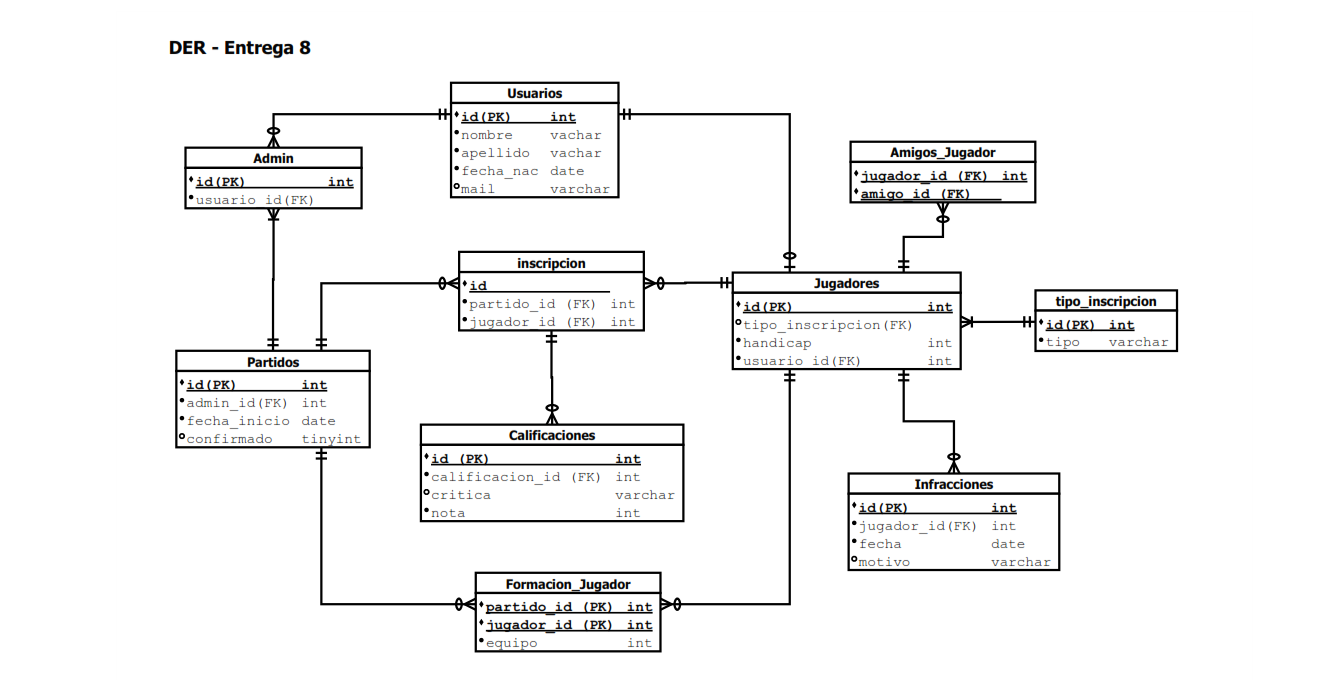 DER - Entrega 8
Usuarios
id(PK) int
nombre vachar
apellido vachar
fecha_nac date
mail varchar
Admin
id(PK) int
usuario_id(FK)
Amigos_Jugador
jugador_id (FK) int
amigo_id (FK)
inscripcion
id
partido_id (FK) int
jugador_id (FK) int
Jugadores
id(PK) int
tipo_inscripcion(FK)
handicap int
usuario_id(FK) int
tipo_inscripcion
id(PK) int
tipo varchar
Partidos
id(PK) int
admin_id(FK) int
fecha_inicio date
confirmado tinyint
Calificaciones
id (PK) int
calificacion_id (FK) int
critica varchar
nota int
Infracciones
id(PK) int
jugador_id(FK) int
fecha date
motivo varchar
Formacion_Jugador
partido_id (PK) int
jugador_id (PK) int
equipo int